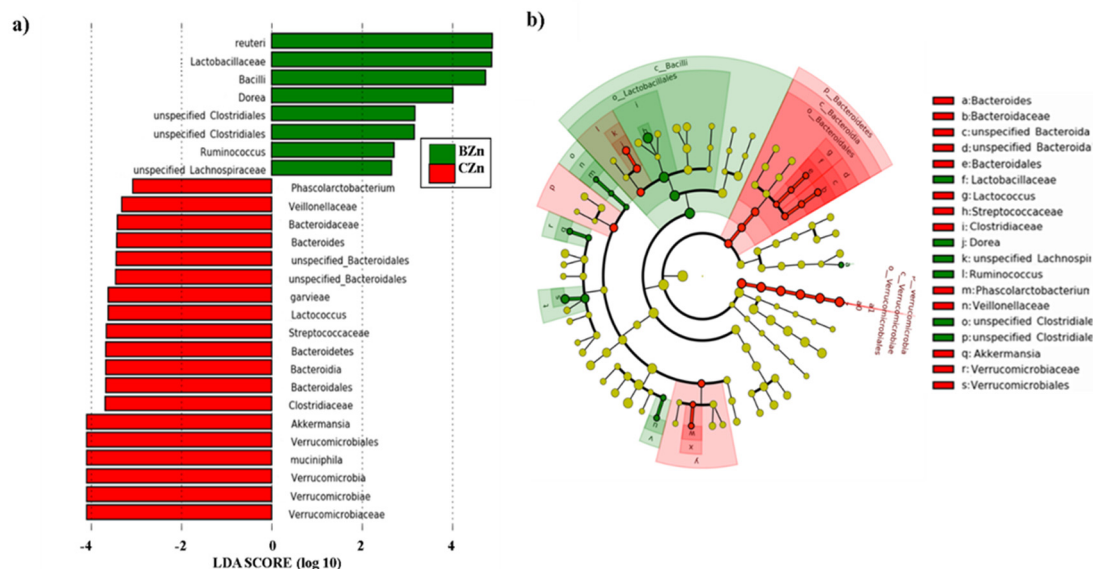 a)
reuteri
Lactobacillaceae
Bacilli
Dorea
unspecified Clostridiales
unspecified Clostridiales
Ruminococcus
unspecified Lachnospiraceae
BZn
CZn
Phascolarctobacterium
Veillonellaceae
Bacteroidaceae
Bacteroides
unspecified_Bacteroidales
unspecified_Bacteroidales
garvieae
Lactococcus
Streptococcaceae
Bacteroidetes
Bacteroidia
Bacteroidales
Clostridiaceae
Akkermansia
Verrucomicrobiales
muciniphila
Verrucomicrobia
Verrucomicrobiae
Verrucomicrobiaceae
-4 -2 0 2 4
LDA SCORE (log 10)
b)
c__Bacilli
o__Lactobacillales
p__Bacteroidetes
c__Bacteroidia
o__Bacteroidales
c__Verrucomicrobiae
o__Verrucomicrobiales
a:Bacteroides
b:Bacteroidaceae
c:unspecified Bacteroida
d:unspecified Bacteroida
e:Bacteroidales
f:Lactobacillaceae
g:Lactococcus
h:Streptococcaceae
i:Clostridiaceae
j:Dorea
k:unspecified Lachnospi
l:Ruminococcus
m:Phascolarctobacteriun
n:Veillonellaceae
o:unspecified Clostridiale
p:unspecified Clostridiale
q:Akkermansia
r:Verrucomicrobiaceae
s:Verrucomicrobiales